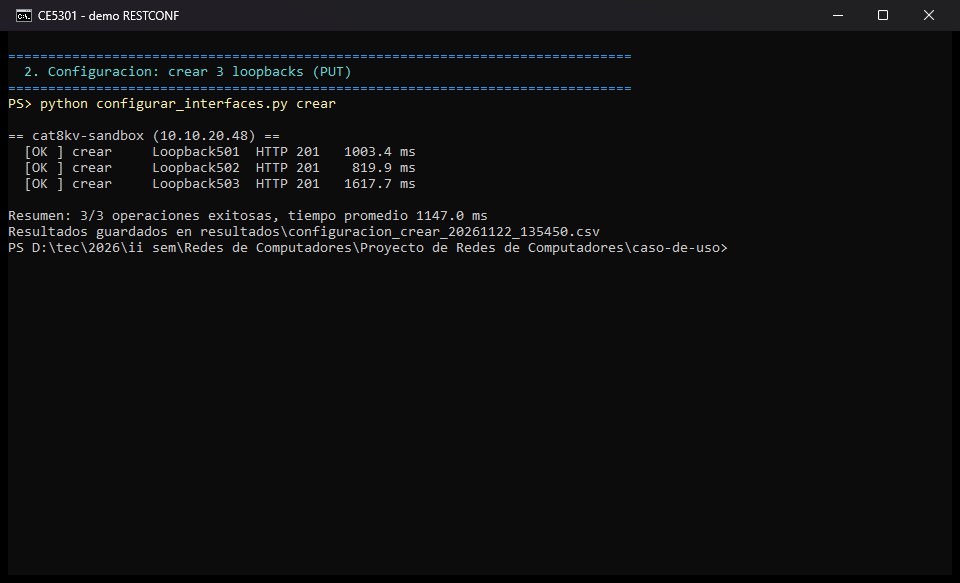 CE5301 - demo RESTCONF
==============================================================================
2. Configuracion: crear 3 loopbacks (PUT)
==============================================================================
PS> python configurar_interfaces.py crear
== cat8kv-sandbox (10.10.20.48) ==
[OK ] crear     Loopback501  HTTP 201   1003.4 ms
[OK ] crear     Loopback502  HTTP 201    819.9 ms
[OK ] crear     Loopback503  HTTP 201   1617.7 ms
Resumen: 3/3 operaciones exitosas, tiempo promedio 1147.0 ms
Resultados guardados en resultados\configuracion_crear_20261122_135450.csv
PS D:\tec\2026\ii sem\Redes de Computadores\Proyecto de Redes de Computadores\caso-de-uso>